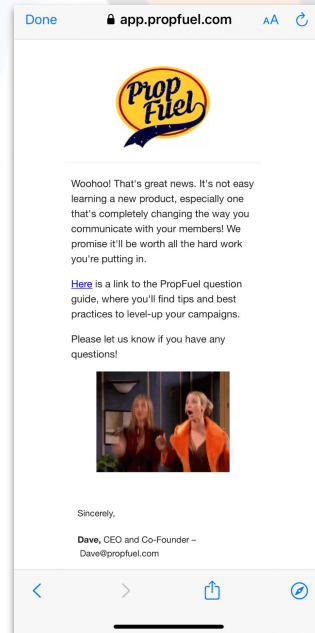 Done app.propfuel.com AA
Prop
Fuel
Woohoo! That's great news. It's not easy
learning a new product, especially one
that's completely changing the way you
communicate with your members! We
promise it'll be worth all the hard work
you're putting in.
Here is a link to the PropFuel question
guide, where you'll find tips and best
practices to level-up your campaigns.
Please let us know if you have any
questions!
Sincerely,
Dave, CEO and Co-Founder –
Dave@propfuel.com